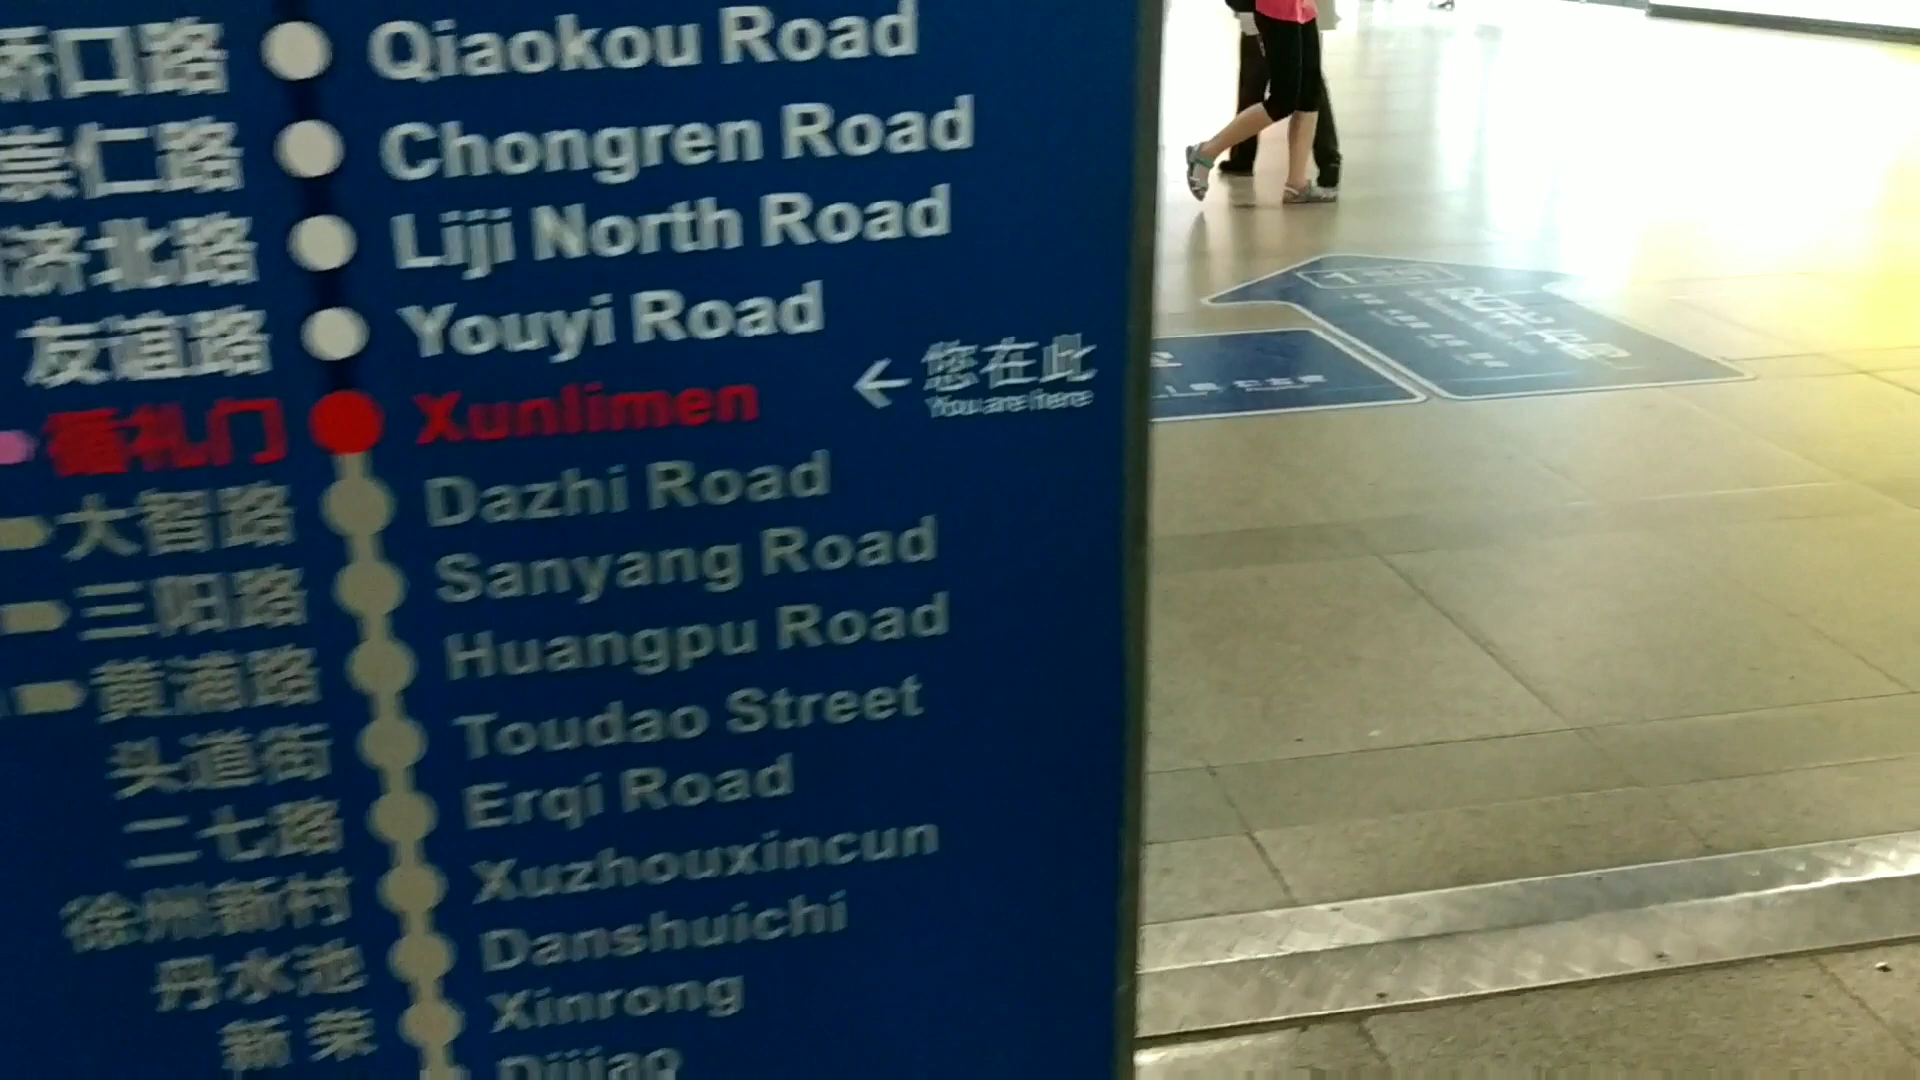 桥口路 Qiaokou Road
崇仁路 Chongren Road
济北路 Liji North Road
友谊路 Youyi Road
循礼门 Xunlimen ← 您在此
You are here
大智路 Dazhi Road
三阳路 Sanyang Road
黄浦路 Huangpu Road
头道街 Toudao Street
二七路 Erqi Road
徐州新村 Xuzhouxincun
丹水池 Danshuichi
新荣 Xinrong